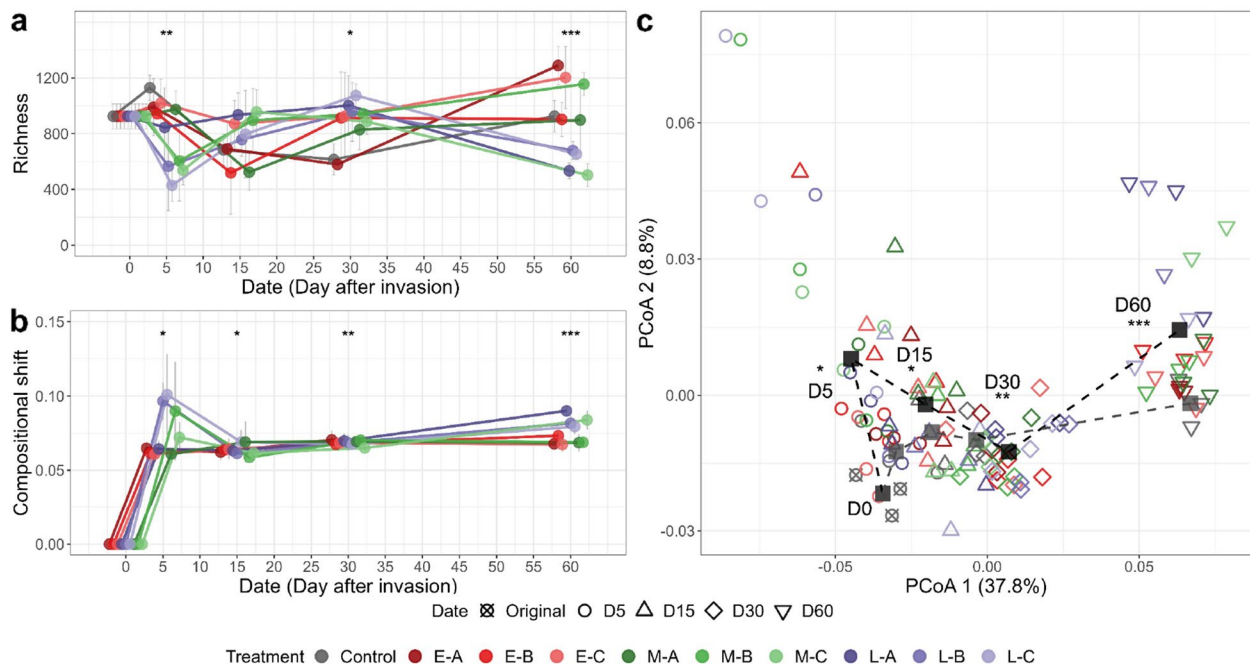 a
** * ***
1200
800
400
0
Richness
0 5 10 15 20 25 30 35 40 45 50 55 60
Date (Day after invasion)
b
* * ** ***
0.15
0.10
0.05
0.00
Compositional shift
0 5 10 15 20 25 30 35 40 45 50 55 60
Date (Day after invasion)
c
0.06
0.03
0.00
-0.03
PCoA 2 (8.8%)
D60
***
D15
*
D30
**
*
D5
D0
-0.05 0.00 0.05
PCoA 1 (37.8%)
Date Original D5 D15 D30 D60
Treatment Control E-A E-B E-C M-A M-B M-C L-A L-B L-C